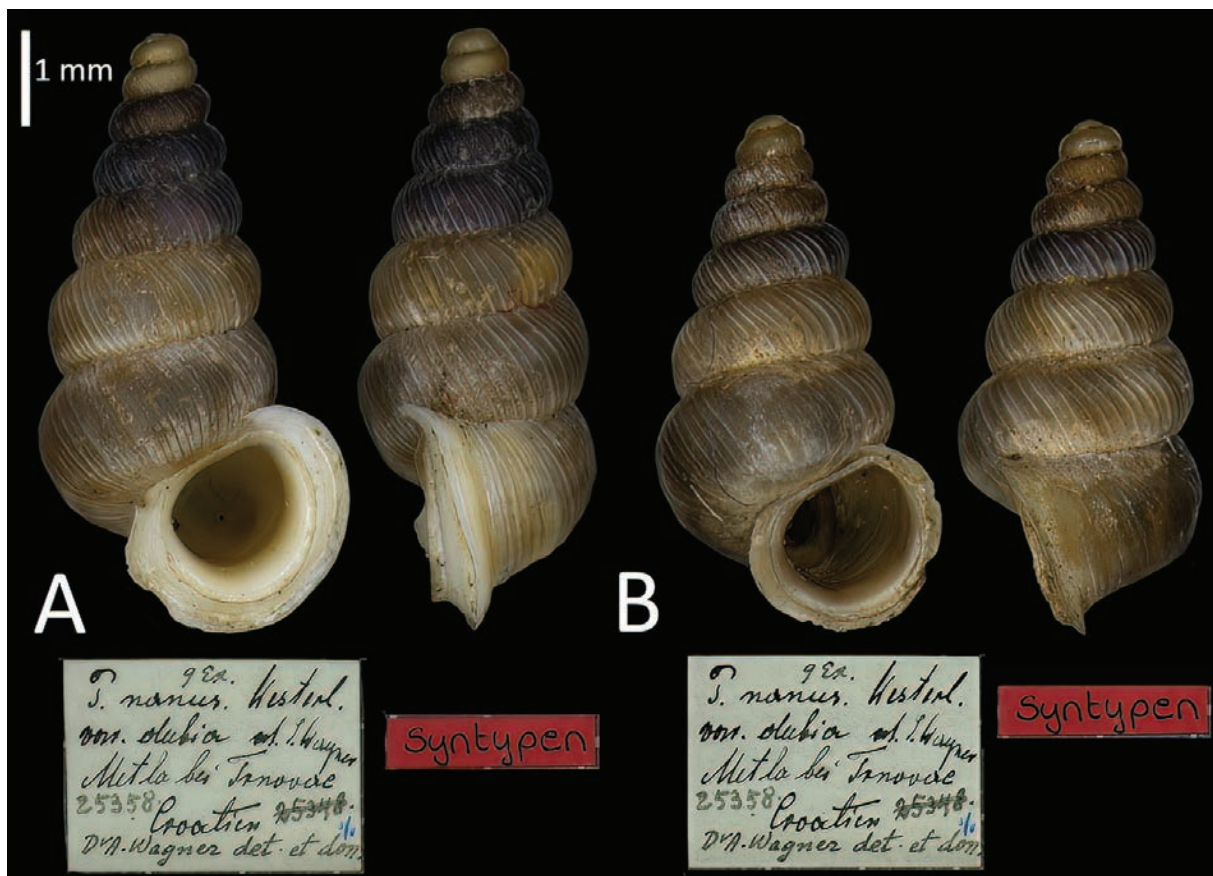 1 mm
A
B
9 Ex.
T. nanus. Westerl.
var. dubia A. J. Wagner
Metla bei Trnovac
25358. Croatien 25348.
Dr A. Wagner det. et don.
Syntypen
9 Ex.
T. nanus. Westerl.
var. dubia A. J. Wagner
Metla bei Trnovac
25358. Croatien 25348.
Dr A. Wagner det. et don.
Syntypen